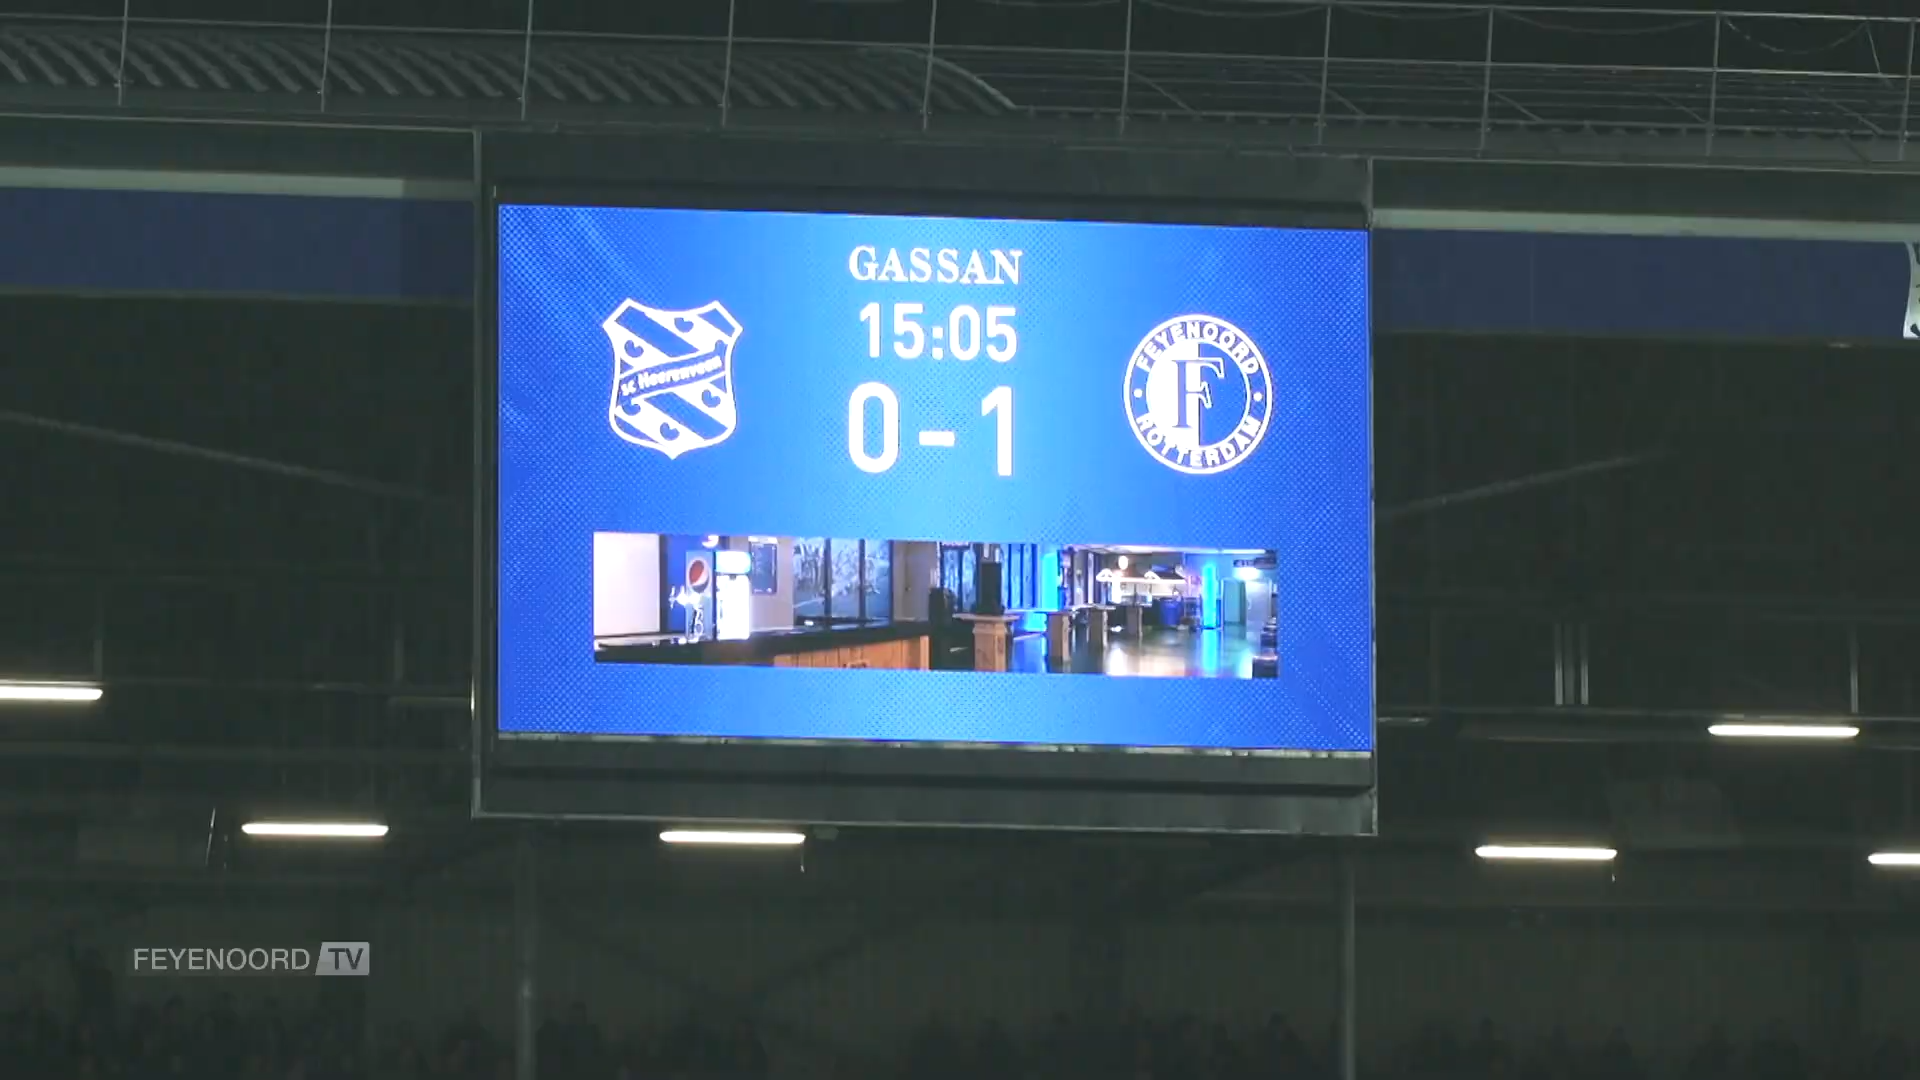 GASSAN
15:05
0 - 1
sc Heerenveen
FEYENOORD
F
ROTTERDAM
FEYENOORD TV